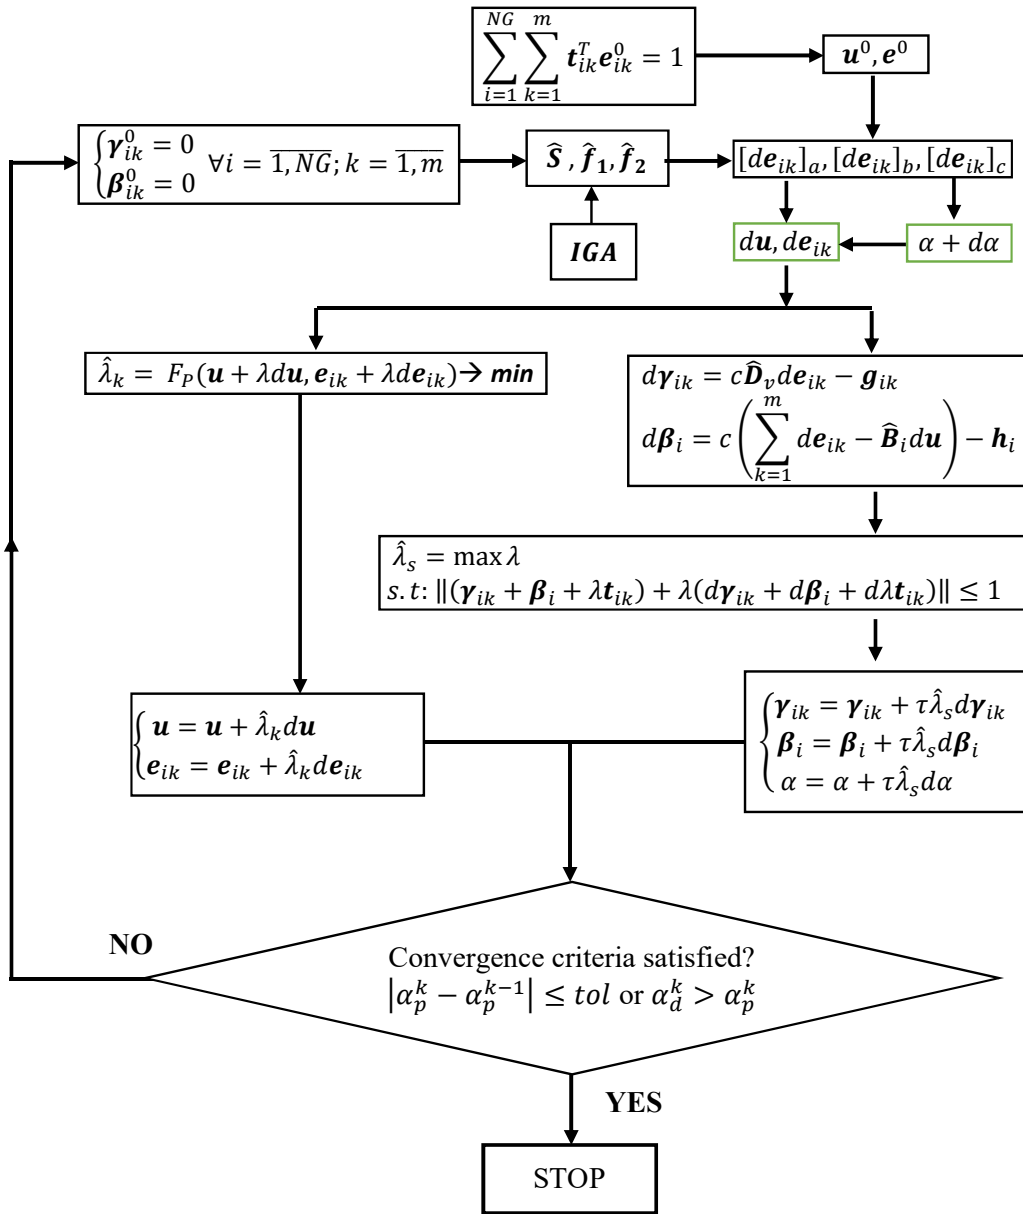 \sum_{i=1}^{NG} \sum_{k=1}^{m} t_{ik}^T e_{ik}^0 = 1
u^0, e^0
{γ_{ik}^0 = 0
{β_{ik}^0 = 0
∀i = \overline{1, NG}; k = \overline{1, m}
Ŝ , f̂_1, f̂_2
[de_{ik}]_a, [de_{ik}]_b, [de_{ik}]_c
IGA
du, de_{ik}
α + dα
λ̂_k = F_P(u + λdu, e_{ik} + λde_{ik}) → min
dγ_{ik} = cD̂_v de_{ik} − g_{ik}
dβ_i = c(\sum_{k=1}^{m} de_{ik} − B̂_i du) − h_i
λ̂_s = max λ
s.t: ‖(γ_{ik} + β_i + λt_{ik}) + λ(dγ_{ik} + dβ_i + dλt_{ik})‖ ≤ 1
{u = u + λ̂_k du
{e_{ik} = e_{ik} + λ̂_k de_{ik}
{γ_{ik} = γ_{ik} + τλ̂_s dγ_{ik}
{β_i = β_i + τλ̂_s dβ_i
{α = α + τλ̂_s dα
NO
Convergence criteria satisfied?
|α_p^k − α_p^{k−1}| ≤ tol or α_d^k > α_p^k
YES
STOP